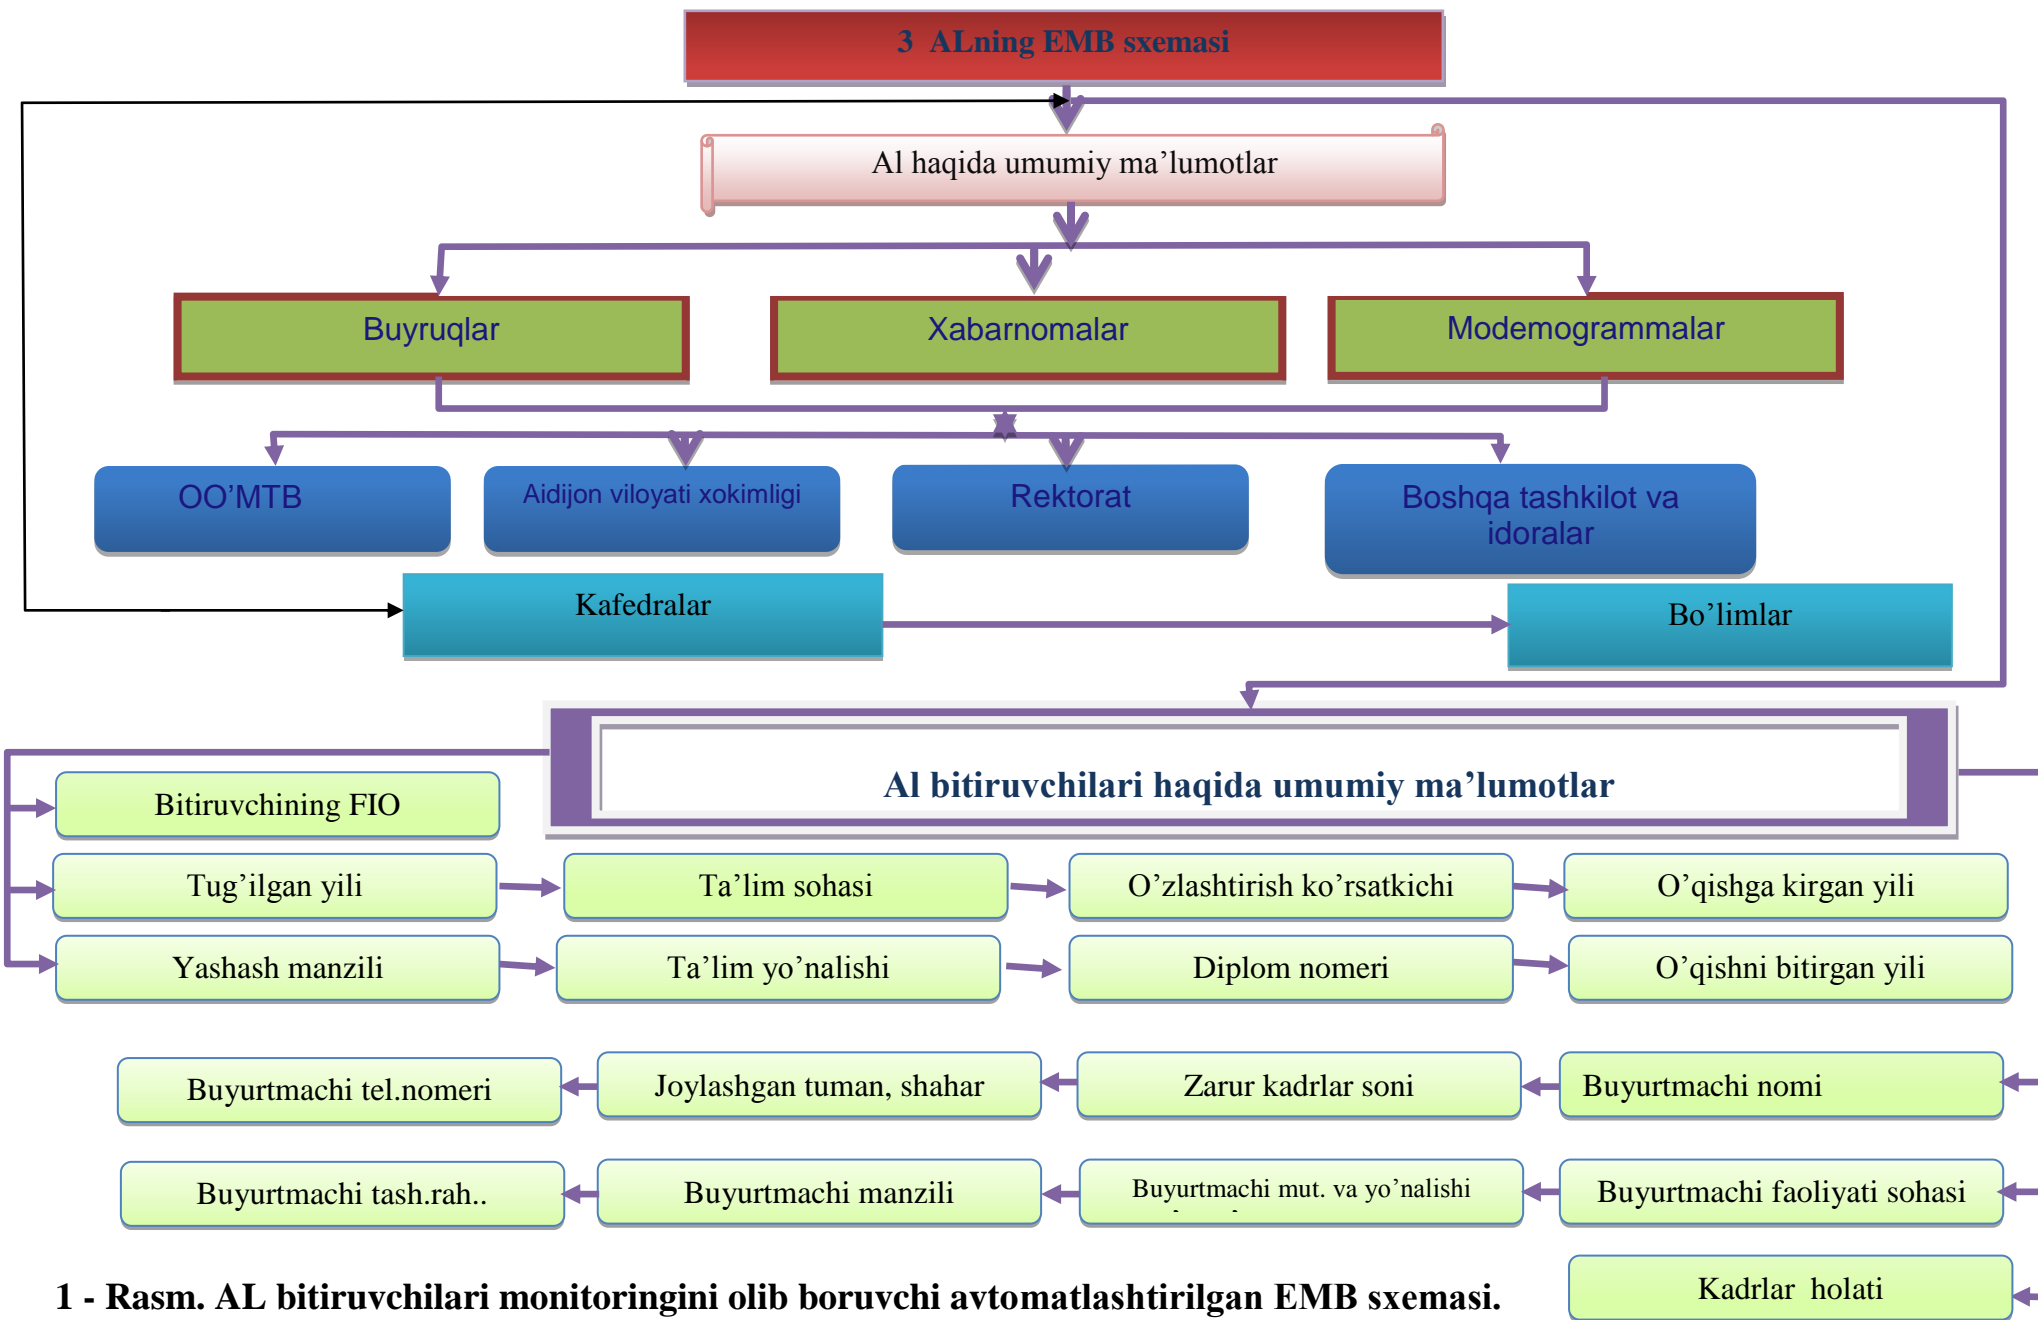 3 ALning EMB sxemasi
Al haqida umumiy ma’lumotlar
Buyruqlar
Xabarnomalar
Modemogrammalar
OO’MTB
Aidijon viloyati xokimligi
Rektorat
Boshqa tashkilot va
idoralar
Kafedralar
Bo’limlar
Al bitiruvchilari haqida umumiy ma’lumotlar
Bitiruvchining FIO
Tug’ilgan yili
Ta’lim sohasi
O’zlashtirish ko’rsatkichi
O’qishga kirgan yili
Yashash manzili
Ta’lim yo’nalishi
Diplom nomeri
O’qishni bitirgan yili
Buyurtmachi tel.nomeri
Joylashgan tuman, shahar
Zarur kadrlar soni
Buyurtmachi nomi
Buyurtmachi tash.rah..
Buyurtmachi manzili
Buyurtmachi mut. va yo’nalishi
Buyurtmachi faoliyati sohasi
Kadrlar holati
1 - Rasm. AL bitiruvchilari monitoringini olib boruvchi avtomatlashtirilgan EMB sxemasi.